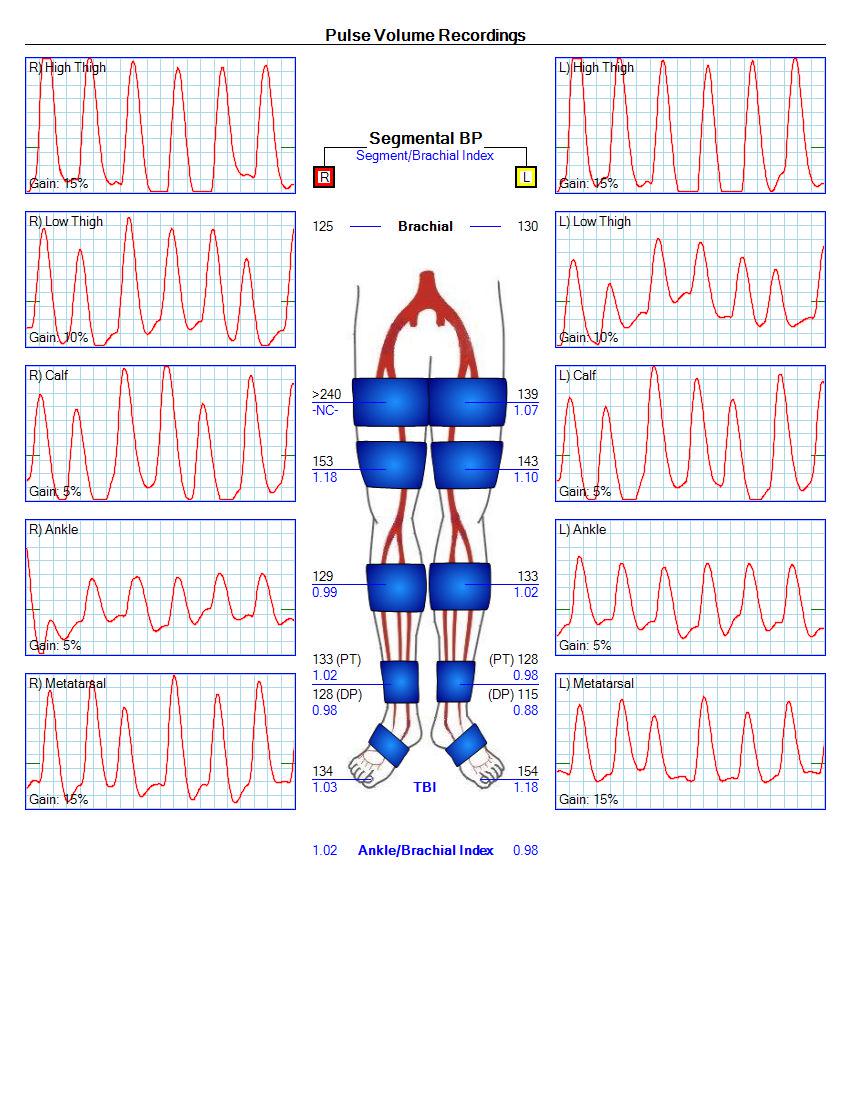 Pulse Volume Recordings
R) High Thigh
Gain: 15%
R) Low Thigh
Gain: 10%
R) Calf
Gain: 5%
R) Ankle
Gain: 5%
R) Metatarsal
Gain: 15%
Segmental BP
Segment/Brachial Index
R L
125 Brachial 130
>240 139
-NC- 1.07
153 143
1.18 1.10
129 133
0.99 1.02
133 (PT) (PT) 128
1.02 0.98
128 (DP) (DP) 115
0.98 0.88
134 154
1.03 TBI 1.18
1.02 Ankle/Brachial Index 0.98
L) High Thigh
Gain: 15%
L) Low Thigh
Gain: 10%
L) Calf
Gain: 5%
L) Ankle
Gain: 5%
L) Metatarsal
Gain: 15%